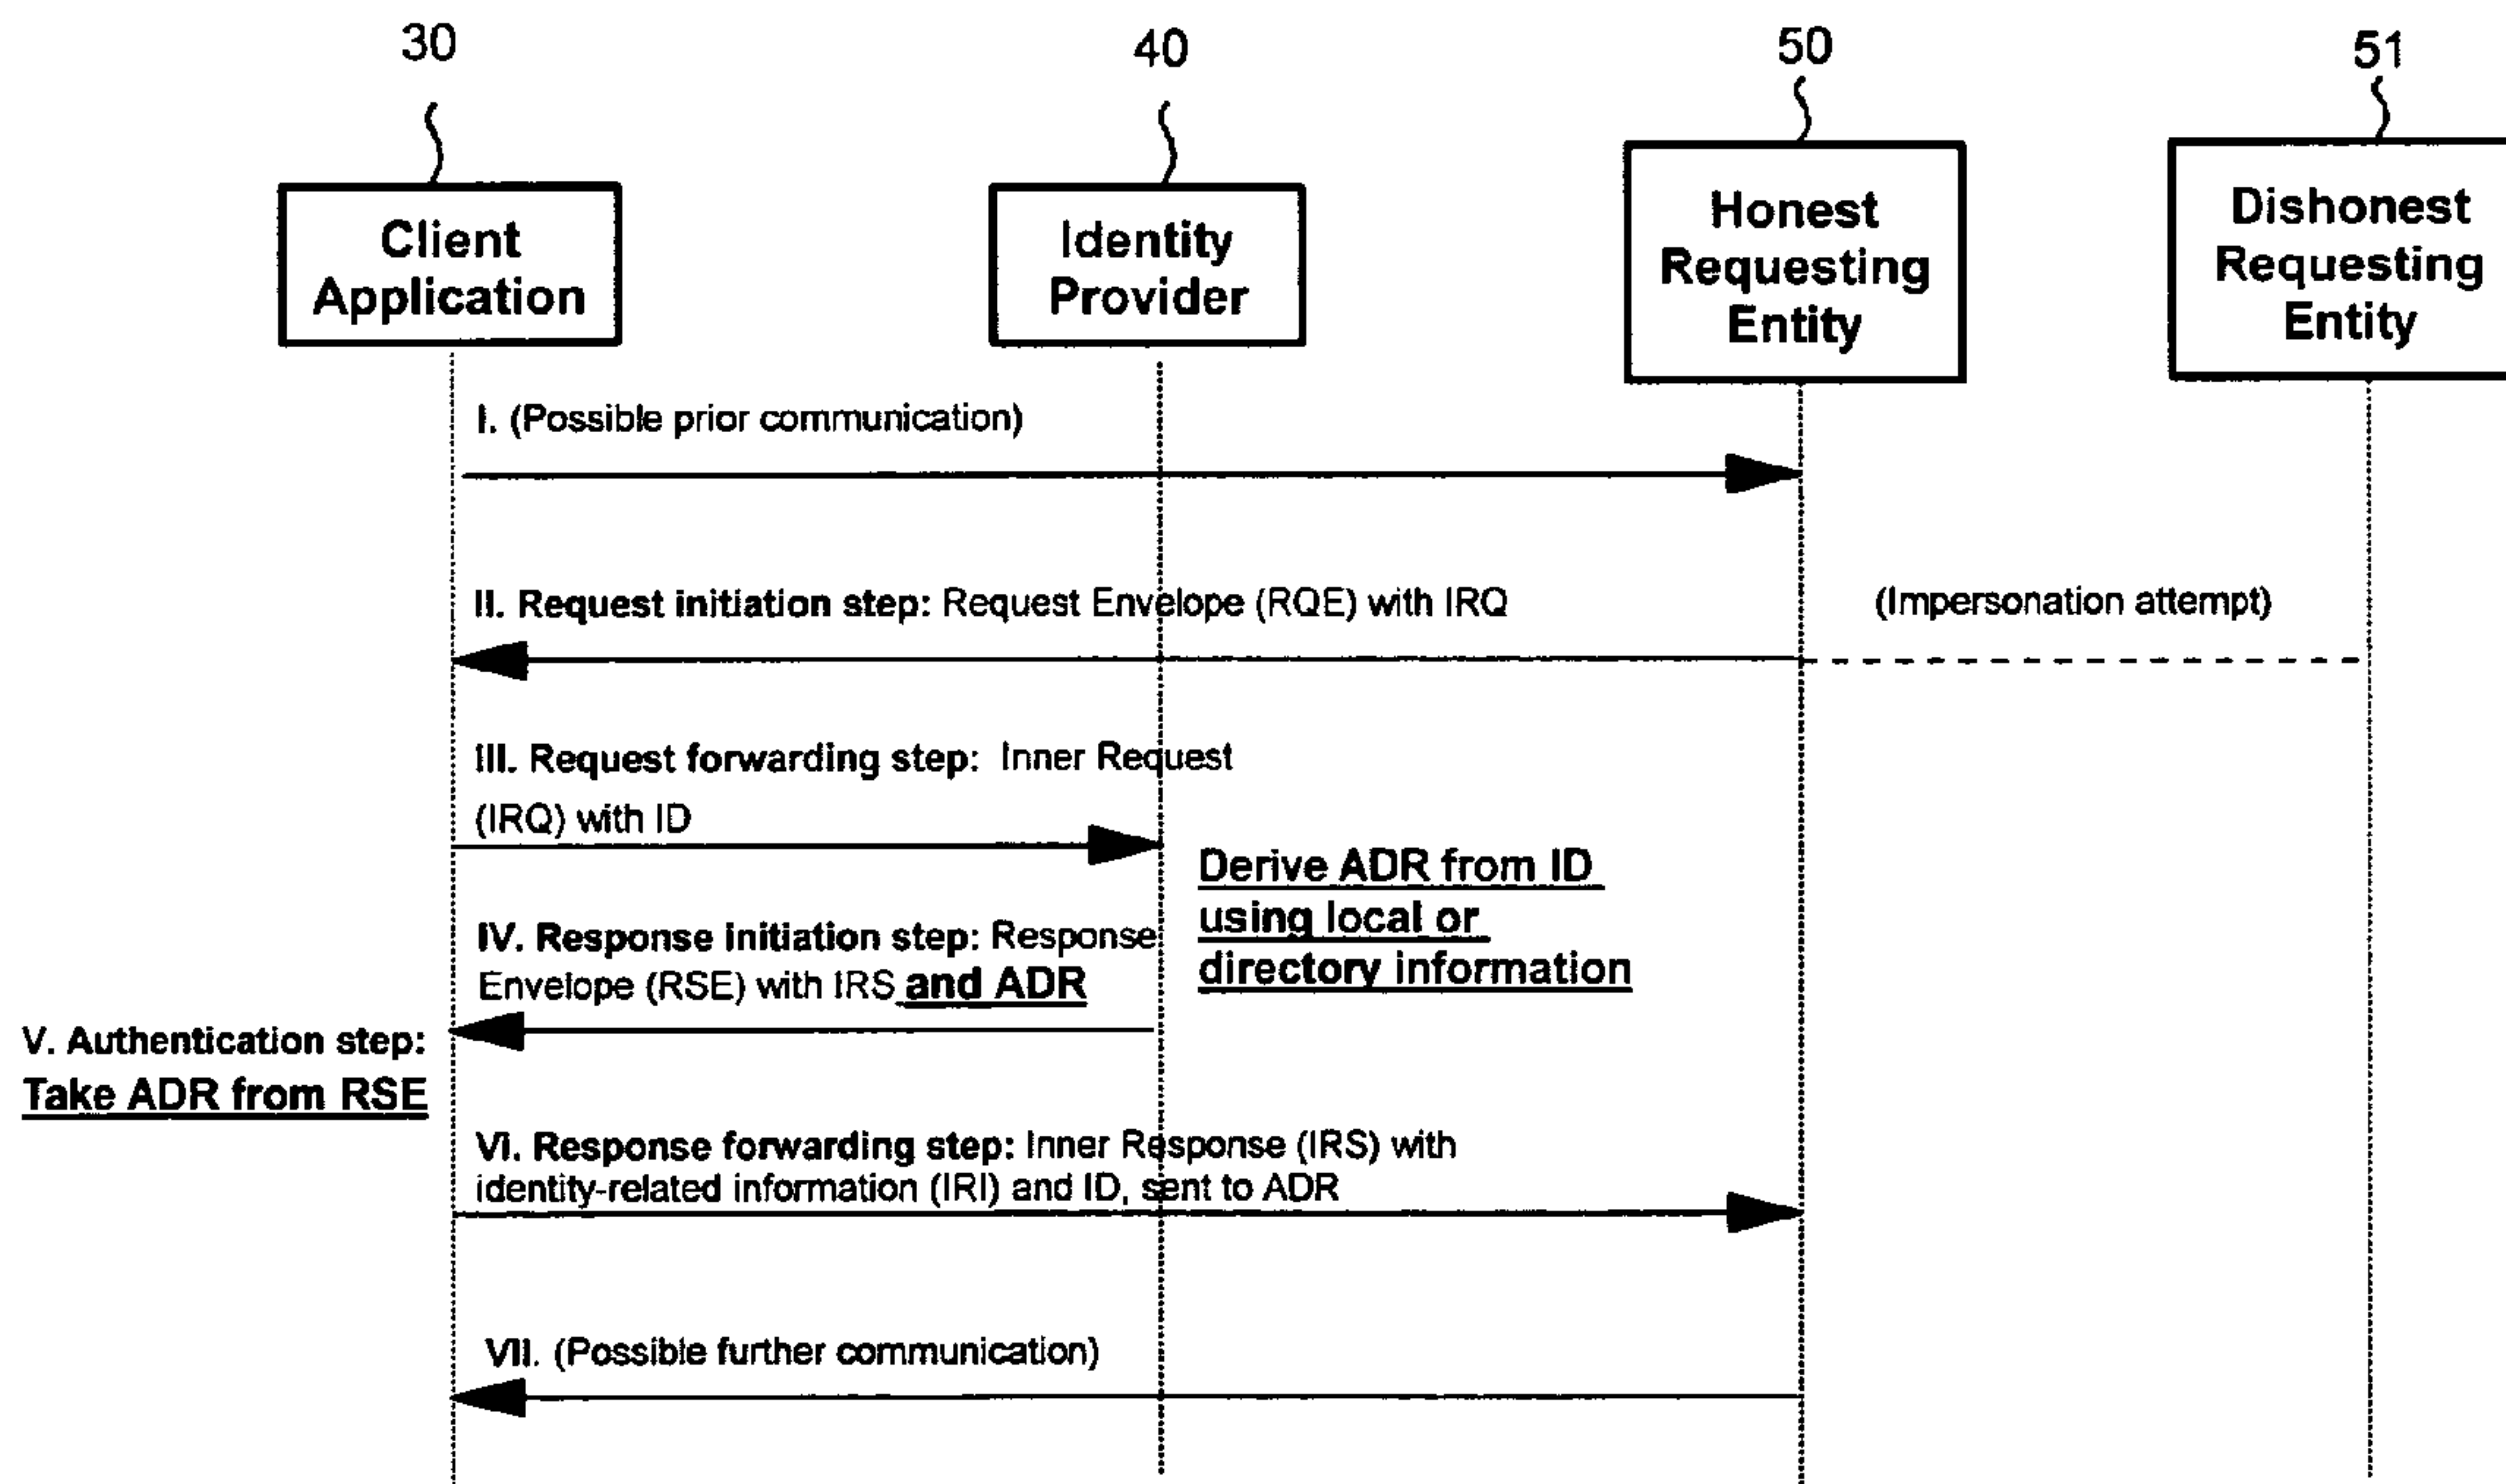 30
40
50
51
Client
Application
Identity
Provider
Honest
Requesting
Entity
Dishonest
Requesting
Entity
I. (Possible prior communication)
II. Request initiation step: Request Envelope (RQE) with IRQ
(Impersonation attempt)
III. Request forwarding step: Inner Request
(IRQ) with ID
Derive ADR from ID
using local or
directory information
IV. Response initiation step: Response
Envelope (RSE) with IRS and ADR
V. Authentication step:
Take ADR from RSE
VI. Response forwarding step: Inner Response (IRS) with
identity-related information (IRI) and ID, sent to ADR
VII. (Possible further communication)